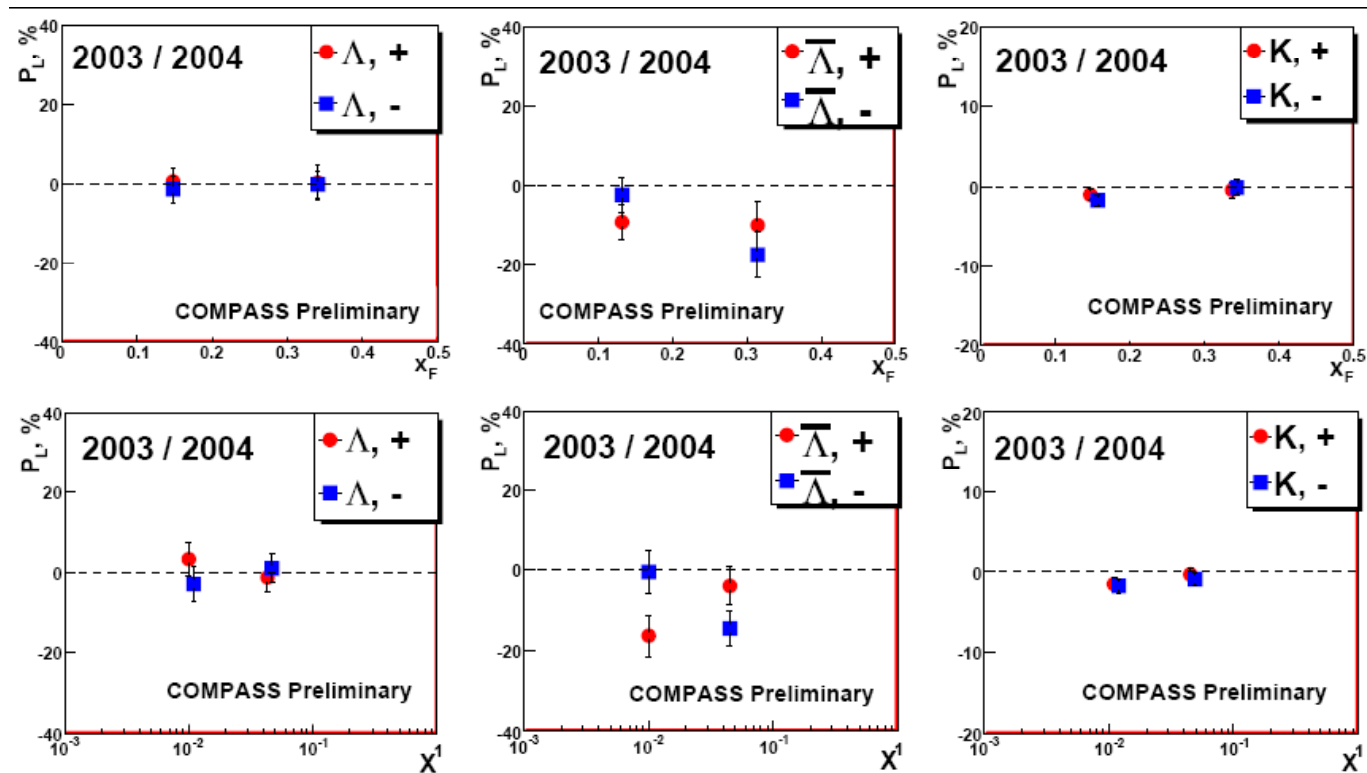 P_L, %
40
20
0
-20
-40
2003 / 2004
Λ, +
Λ, -
COMPASS Preliminary
0 0.1 0.2 0.3 0.4 0.5
x_F
P_L, %
40
20
0
-20
-40
2003 / 2004
Λ̅, +
Λ̅, -
COMPASS Preliminary
0 0.1 0.2 0.3 0.4 0.5
x_F
P_L, %
20
10
0
-10
-20
2003 / 2004
K, +
K, -
COMPASS Preliminary
0 0.1 0.2 0.3 0.4 0.5
x_F
P_L, %
40
20
0
-20
-40
2003 / 2004
Λ, +
Λ, -
COMPASS Preliminary
10⁻³ 10⁻² 10⁻¹ 1
X
P_L, %
40
20
0
-20
-40
2003 / 2004
Λ̅, +
Λ̅, -
COMPASS Preliminary
10⁻³ 10⁻² 10⁻¹ 1
X
P_L, %
20
10
0
-10
-20
2003 / 2004
K, +
K, -
COMPASS Preliminary
10⁻³ 10⁻² 10⁻¹ 1
X